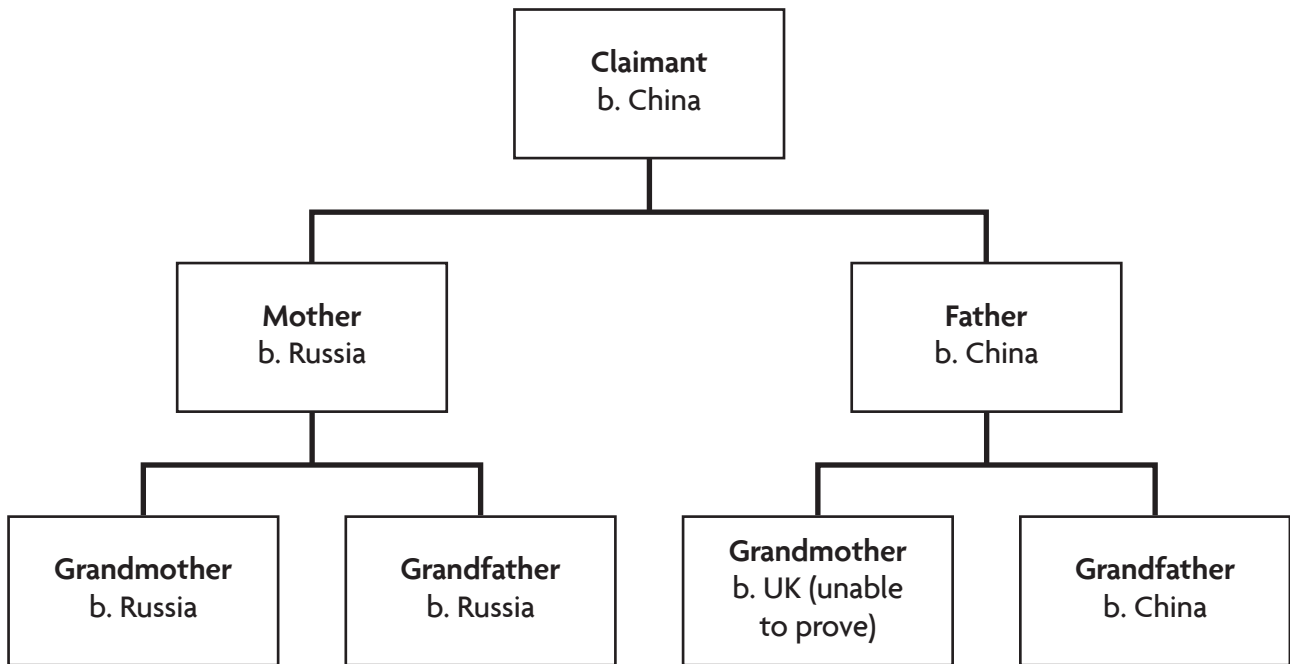 Claimant
b. China
Mother
b. Russia
Father
b. China
Grandmother
b. Russia
Grandfather
b. Russia
Grandmother
b. UK (unable
to prove)
Grandfather
b. China